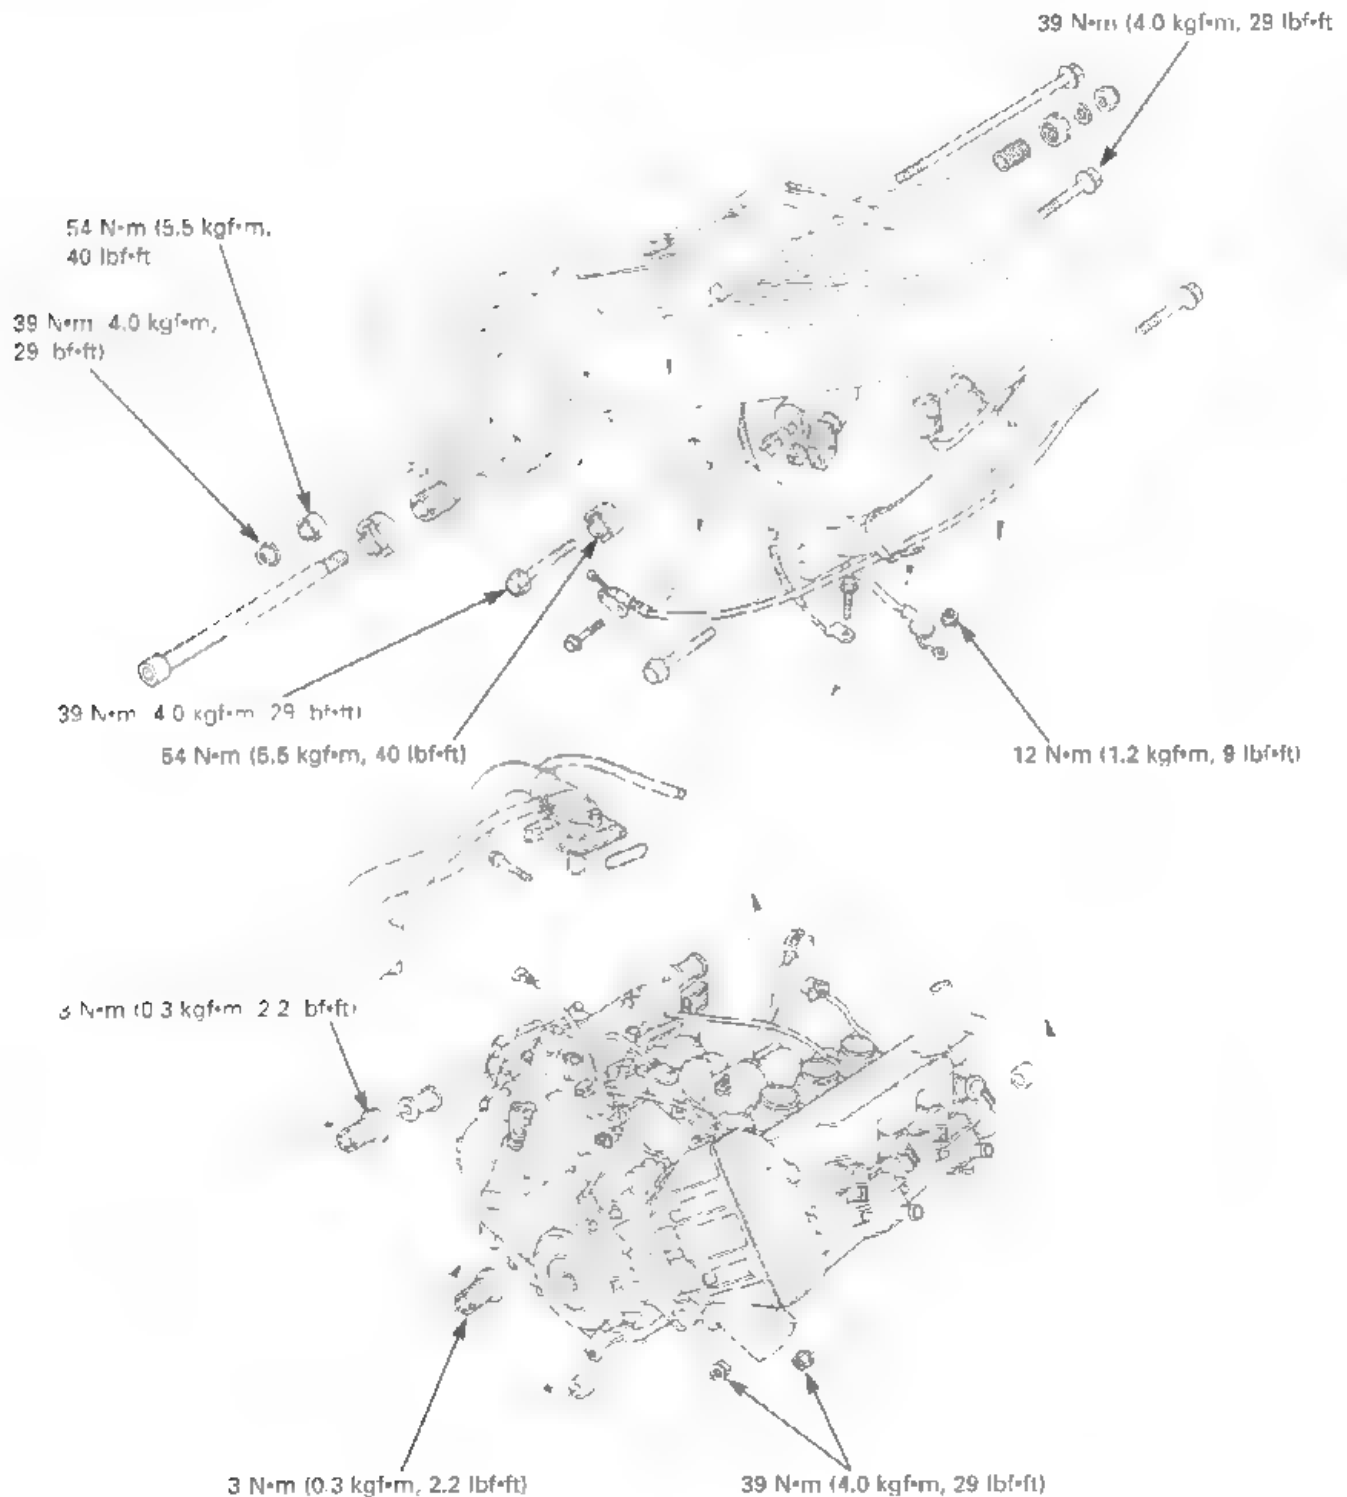 39 N•m (4.0 kgf•m, 29 lbf•ft
54 N•m (5.5 kgf•m,
40 lbf•ft
39 N•m 4.0 kgf•m,
29 bf•ft)
39 N•m 4.0 kgf•m 29 bf•ft)
54 N•m (5.5 kgf•m, 40 lbf•ft)
12 N•m (1.2 kgf•m, 9 lbf•ft)
3 N•m (0.3 kgf•m 2.2 bf•ft)
3 N•m (0.3 kgf•m, 2.2 lbf•ft)
39 N•m (4.0 kgf•m, 29 lbf•ft)